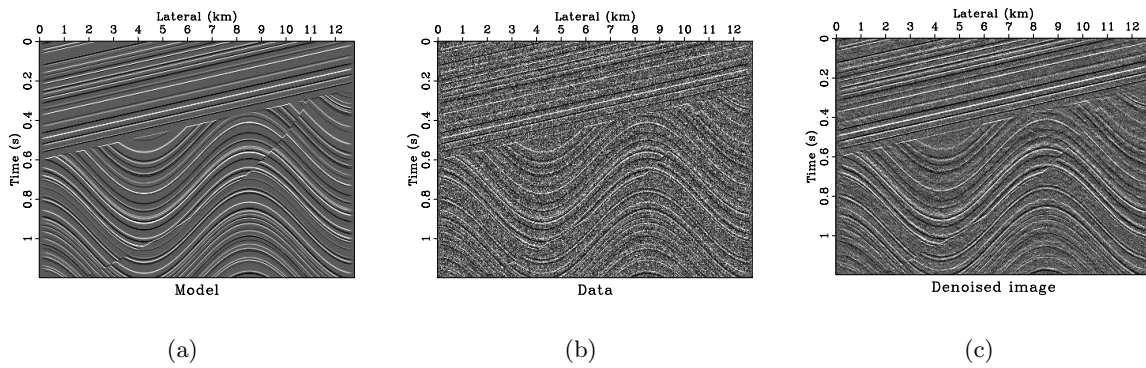 Lateral (km)
0 1 2 3 4 5 6 7 8 9 10 11 12
Time (s)
0 0.2 0.4 0.6 0.8 1
Model
(a)
Lateral (km)
0 1 2 3 4 5 6 7 8 9 10 11 12
Time (s)
0 0.2 0.4 0.6 0.8 1
Data
(b)
Lateral (km)
0 1 2 3 4 5 6 7 8 9 10 11 12
Time (s)
0 0.2 0.4 0.6 0.8 1
Denoised image
(c)